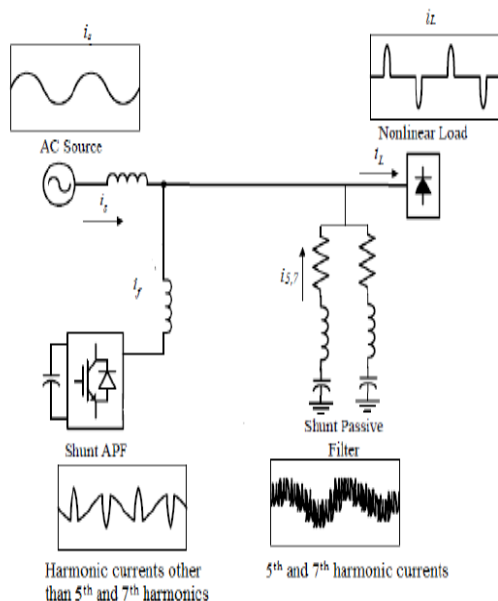 i_s
i_L
AC Source
Nonlinear Load
i_L
i_s
i_f
i_5,7
Shunt APF
Shunt Passive
Filter
Harmonic currents other
than 5th and 7th harmonics
5th and 7th harmonic currents